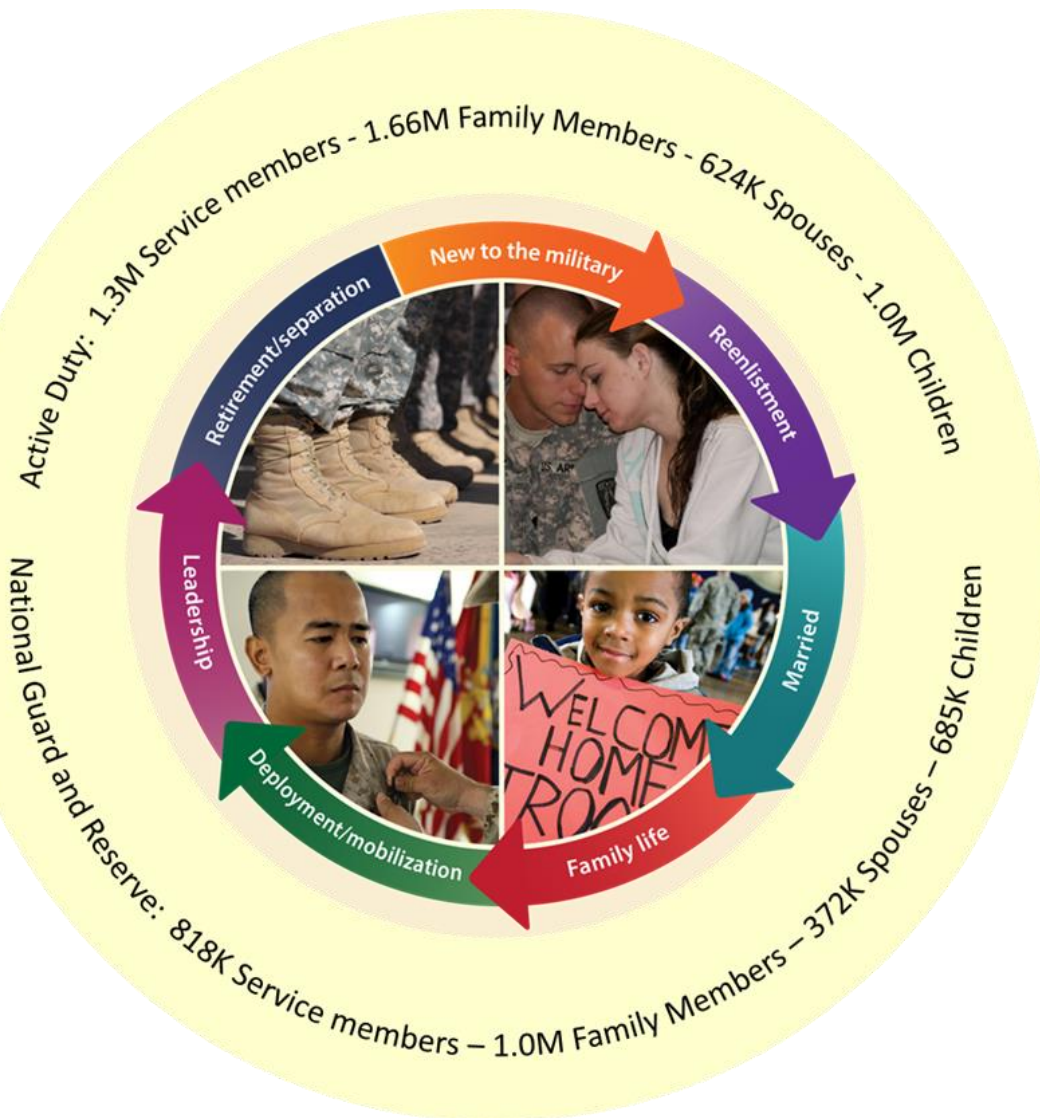 Active Duty: 1.3M Service members - 1.66M Family Members - 624K Spouses - 1.0M Children
New to the military
Reenlistment
Married
Family life
Deployment/mobilization
Leadership
Retirement/separation
US AR
WELCOM
HOME
TROO
National Guard and Reserve: 818K Service members – 1.0M Family Members – 372K Spouses – 685K Children